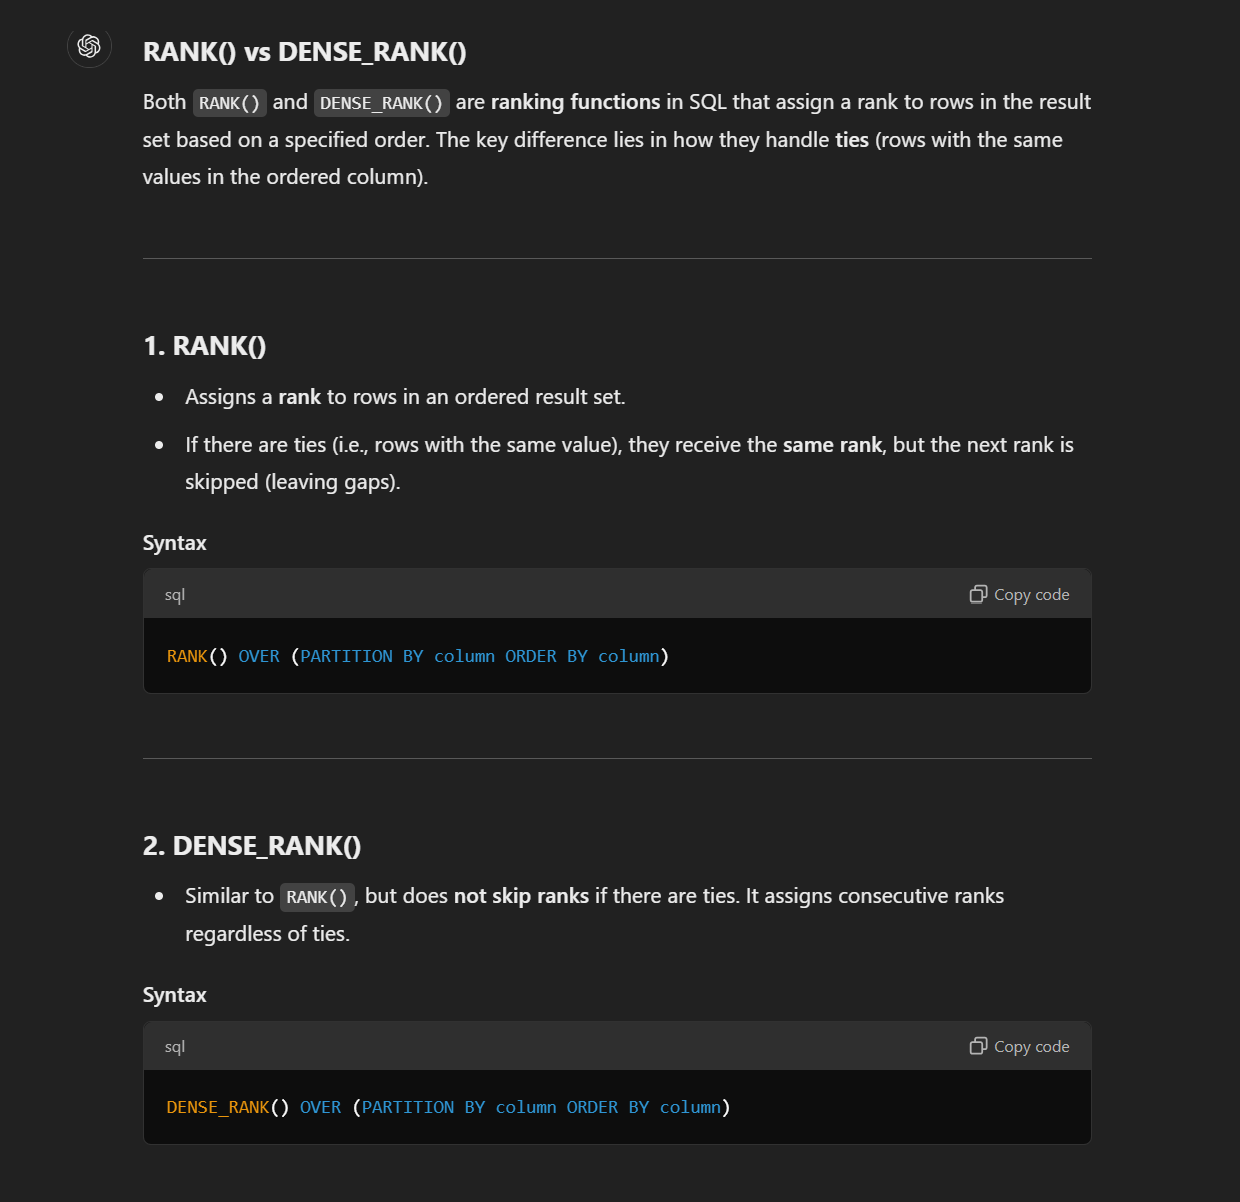 RANK() vs DENSE_RANK()
Both RANK() and DENSE_RANK() are ranking functions in SQL that assign a rank to rows in the result
set based on a specified order. The key difference lies in how they handle ties (rows with the same
values in the ordered column).
1. RANK()
• Assigns a rank to rows in an ordered result set.
• If there are ties (i.e., rows with the same value), they receive the same rank, but the next rank is
skipped (leaving gaps).
Syntax
sql Copy code
RANK() OVER (PARTITION BY column ORDER BY column)
2. DENSE_RANK()
• Similar to RANK(), but does not skip ranks if there are ties. It assigns consecutive ranks
regardless of ties.
Syntax
sql Copy code
DENSE_RANK() OVER (PARTITION BY column ORDER BY column)